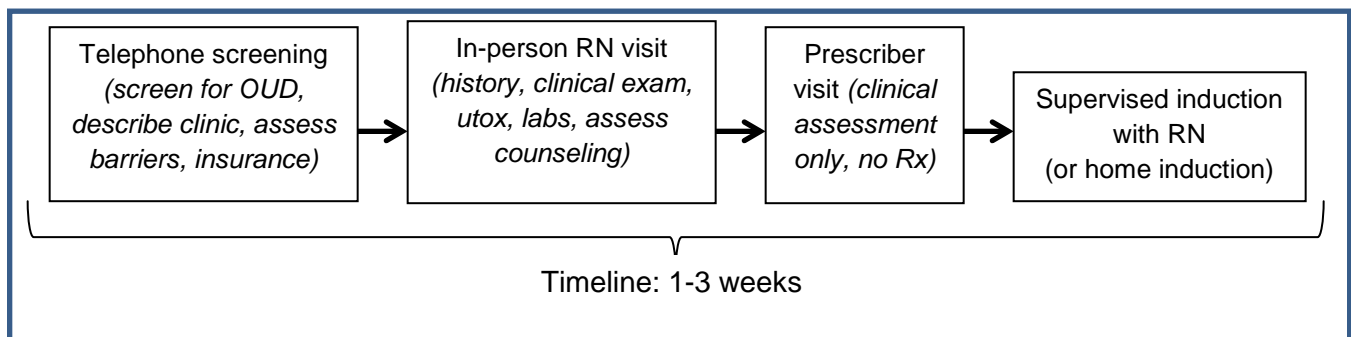 Telephone screening
(screen for OUD,
describe clinic, assess
barriers, insurance)
In-person RN visit
(history, clinical exam,
utox, labs, assess
counseling)
Prescriber
visit (clinical
assessment
only, no Rx)
Supervised induction
with RN
(or home induction)
Timeline: 1-3 weeks